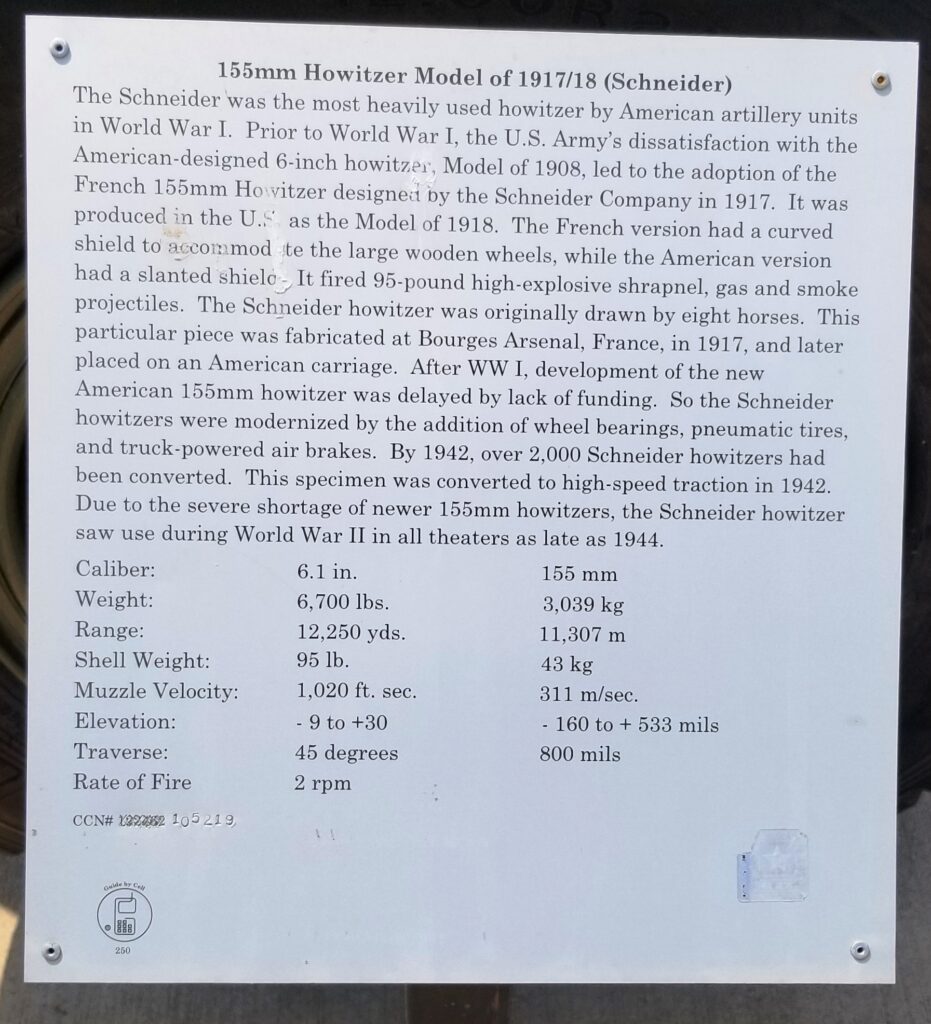 155mm Howitzer Model of 1917/18 (Schneider)
The Schneider was the most heavily used howitzer by American artillery units
in World War I. Prior to World War I, the U.S. Army's dissatisfaction with the
American-designed 6-inch howitzer, Model of 1908, led to the adoption of the
French 155mm Howitzer designed by the Schneider Company in 1917. It was
produced in the U.S. as the Model of 1918. The French version had a curved
shield to accommodate the large wooden wheels, while the American version
had a slanted shield. It fired 95-pound high-explosive shrapnel, gas and smoke
projectiles. The Schneider howitzer was originally drawn by eight horses. This
particular piece was fabricated at Bourges Arsenal, France, in 1917, and later
placed on an American carriage. After WW I, development of the new
American 155mm howitzer was delayed by lack of funding. So the Schneider
howitzers were modernized by the addition of wheel bearings, pneumatic tires,
and truck-powered air brakes. By 1942, over 2,000 Schneider howitzers had
been converted. This specimen was converted to high-speed traction in 1942.
Due to the severe shortage of newer 155mm howitzers, the Schneider howitzer
saw use during World War II in all theaters as late as 1944.
Caliber: 6.1 in. 155 mm
Weight: 6,700 lbs. 3,039 kg
Range: 12,250 yds. 11,307 m
Shell Weight: 95 lb. 43 kg
Muzzle Velocity: 1,020 ft. sec. 311 m/sec.
Elevation: - 9 to +30 - 160 to + 533 mils
Traverse: 45 degrees 800 mils
Rate of Fire 2 rpm
CCN# 105219
Guide by Cell
250